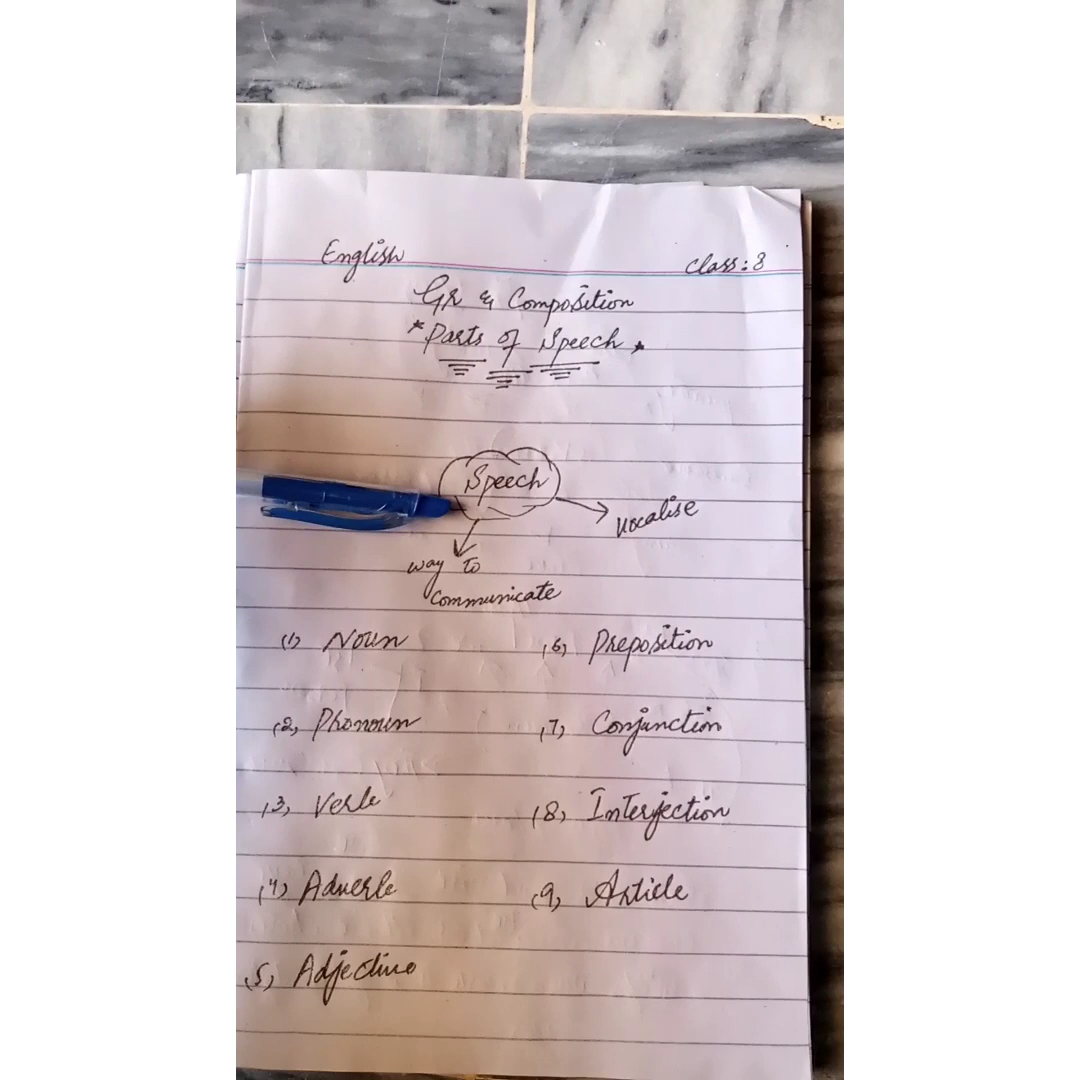 English
Class: 8
Gr & Composition
* Parts of Speech *
Speech
Vocalise
way to
Communicate
(1) Noun
(2) Pronoun
(3) Verb
(4) Adverb
(5) Adjective
(6) Preposition
(7) Conjunction
(8) Interjection
(9) Article